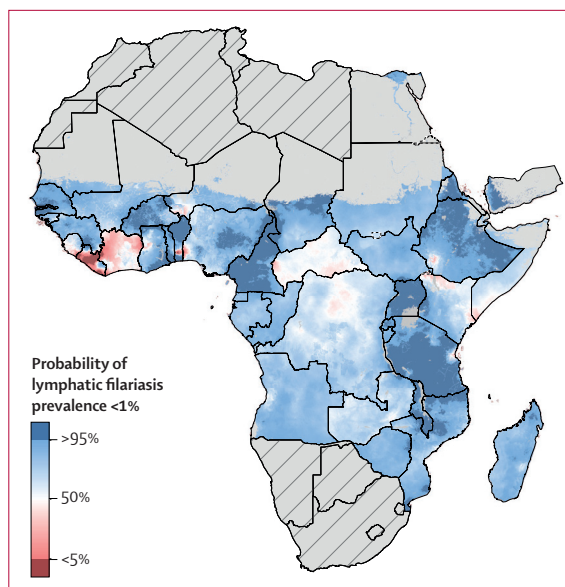 Probability of
lymphatic filariasis
prevalence <1%
>95%
50%
<5%